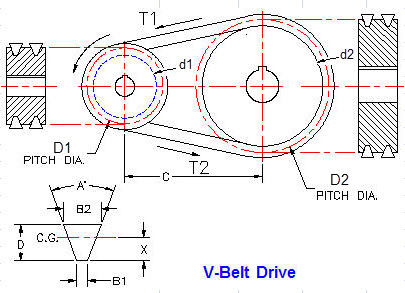 T1
d1
d2
D1
PITCH DIA.
T2
C
D2
PITCH DIA.
A°
B2
D
C.G.
X
B1
V-Belt Drive